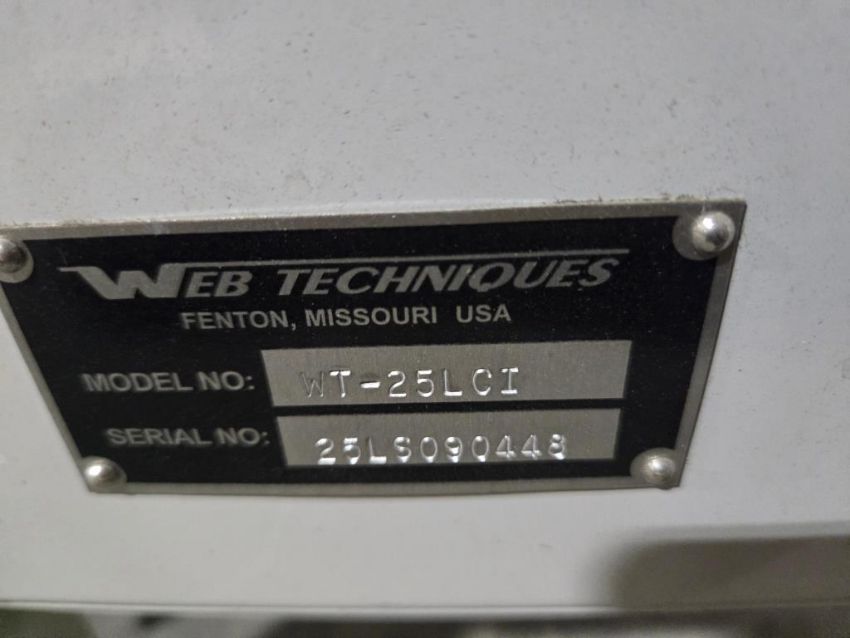 WEB TECHNIQUES
FENTON, MISSOURI USA
MODEL NO: WT-25LCI
SERIAL NO: 25LS090448